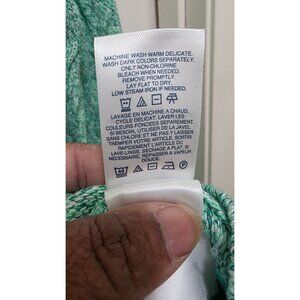 MACHINE WASH WARM DELICATE,
WASH DARK COLORS SEPARATELY,
ONLY NON-CHLORINE
BLEACH WHEN NEEDED,
REMOVE PROMPTLY,
LAY FLAT TO DRY,
LOW STEAM IRON IF NEEDED.
LAVER EN MACHINE A CHAUD,
CYCLE DELICAT. LAVER LES
COULEURS FONCEES SEPAREMENT.
SI BESOIN, UTILISER DE LA JAVEL
SANS CHLORE ET NE PAS
TREMPER VOTRE ARTICLE. SORTIR
RAPIDEMENT L'ARTICLE DU
LAVE-LINGE. SECHAGE A PLAT, SI
NECESSAIRE, REPASSAGE A VAPEUR
DOUCE.
40 P